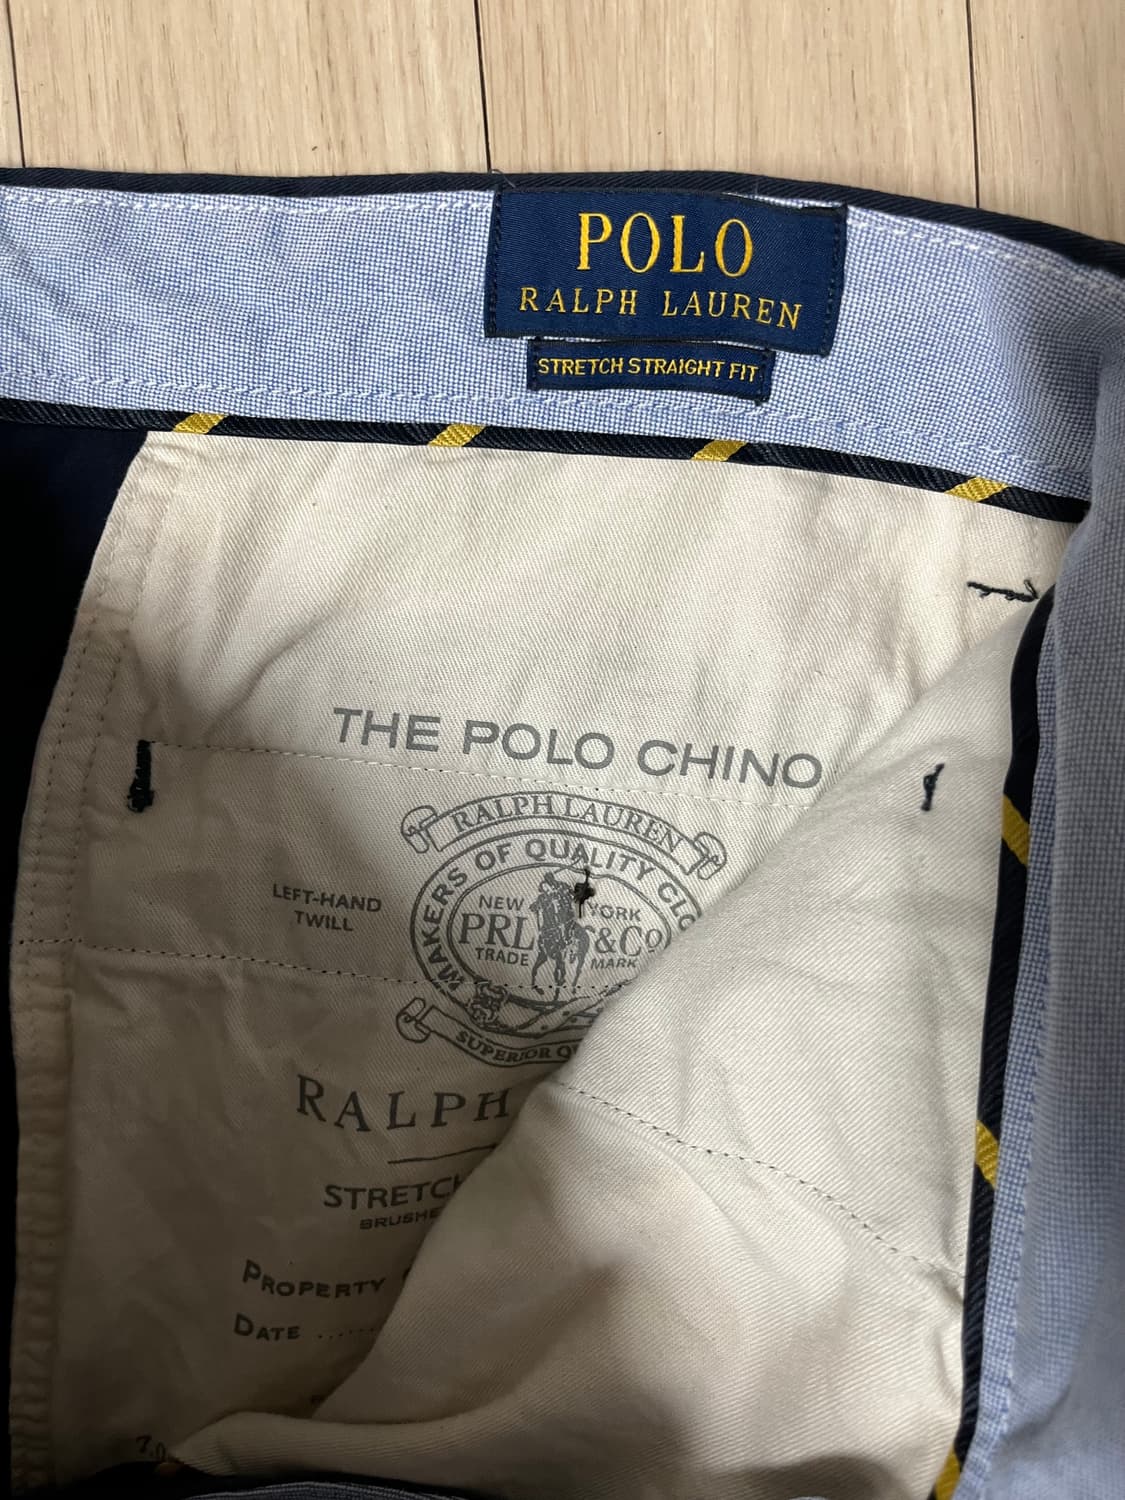 POLO
RALPH LAUREN
STRETCH STRAIGHT FIT
THE POLO CHINO
RALPH LAUREN
MAKERS OF QUALITY
LEFT-HAND
TWILL
NEW YORK
PRL &Co
TRADE MARK
SUPERIOR
RALPH
PROPERTY
DATE